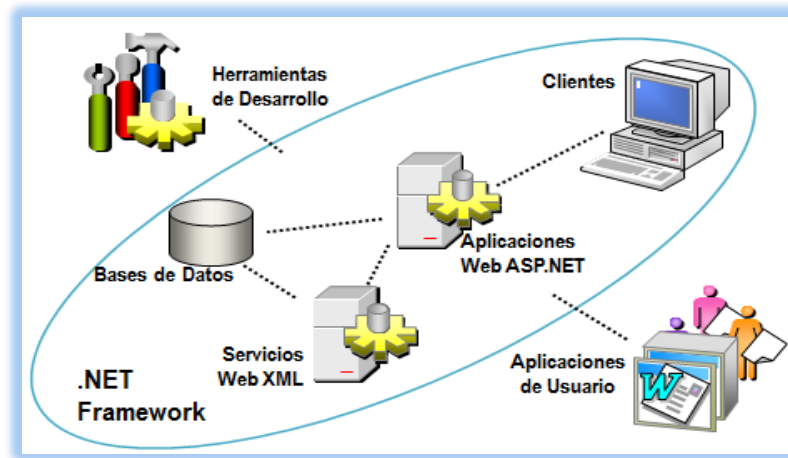 Herramientas
de Desarrollo
Clientes
Aplicaciones
Web ASP.NET
Bases de Datos
Servicios
Web XML
Aplicaciones
de Usuario
W
.NET
Framework